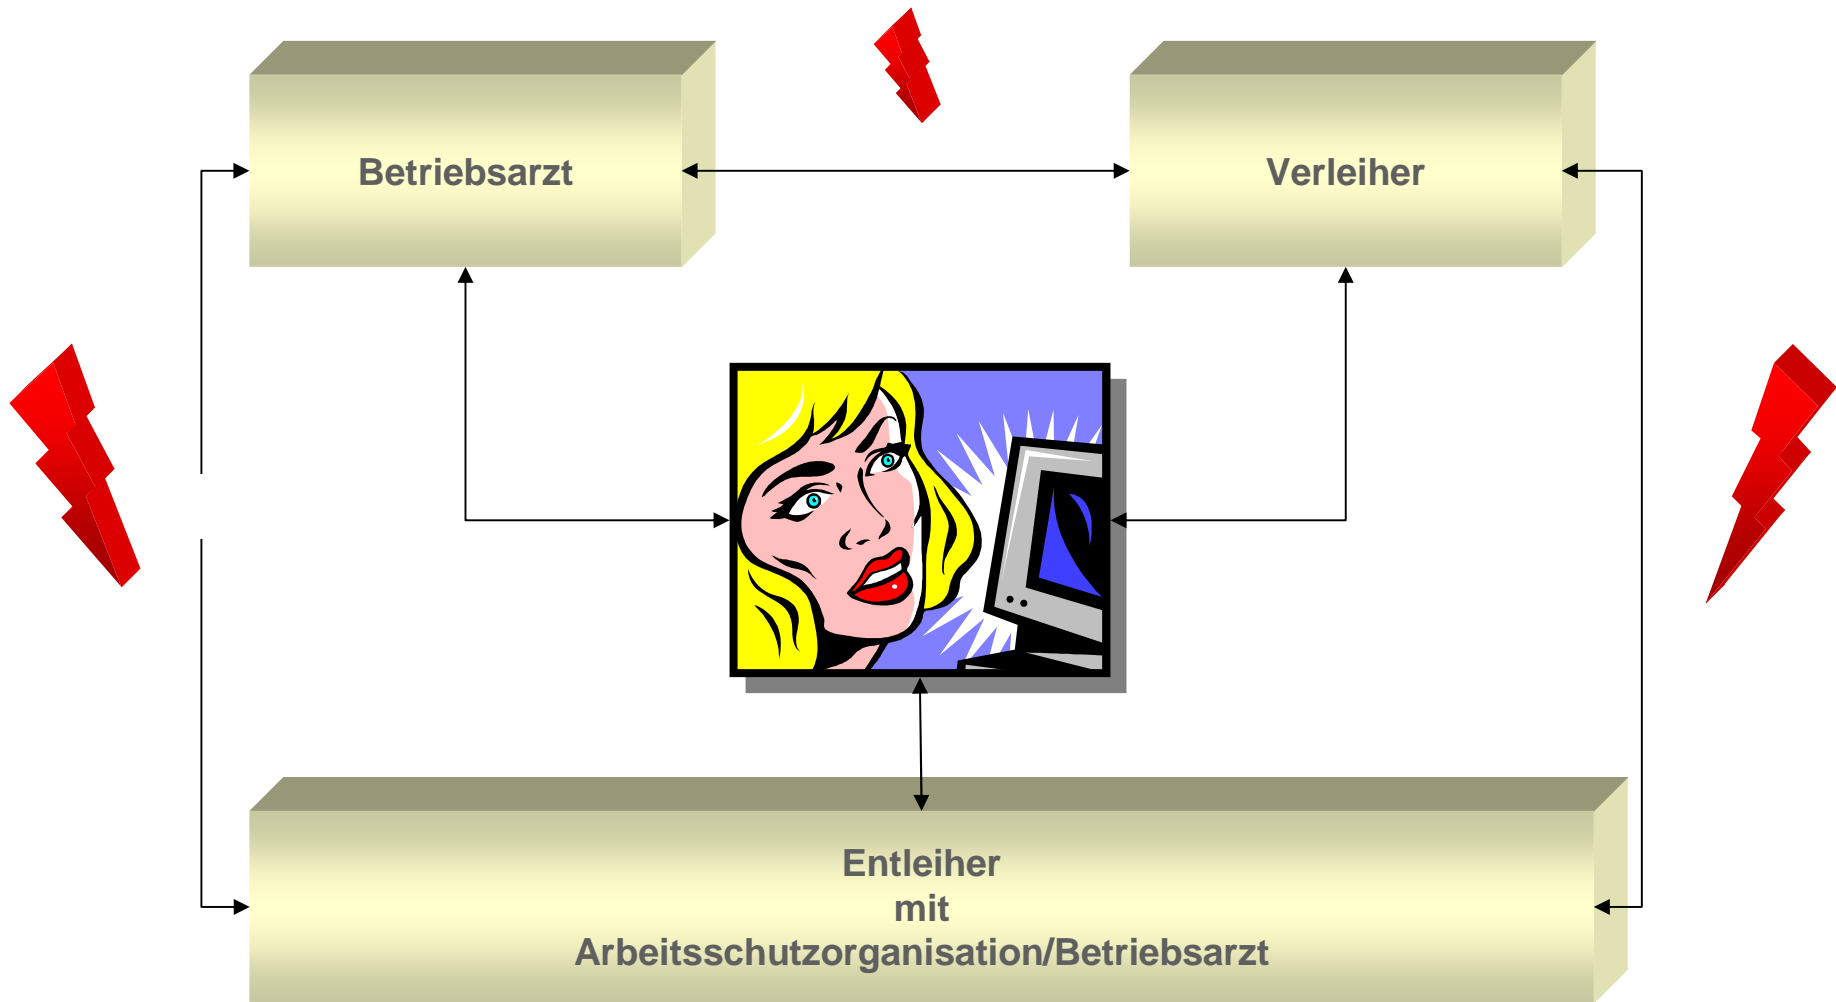 Betriebsarzt
Verleiher
Entleiher
mit
Arbeitsschutzorganisation/Betriebsarzt